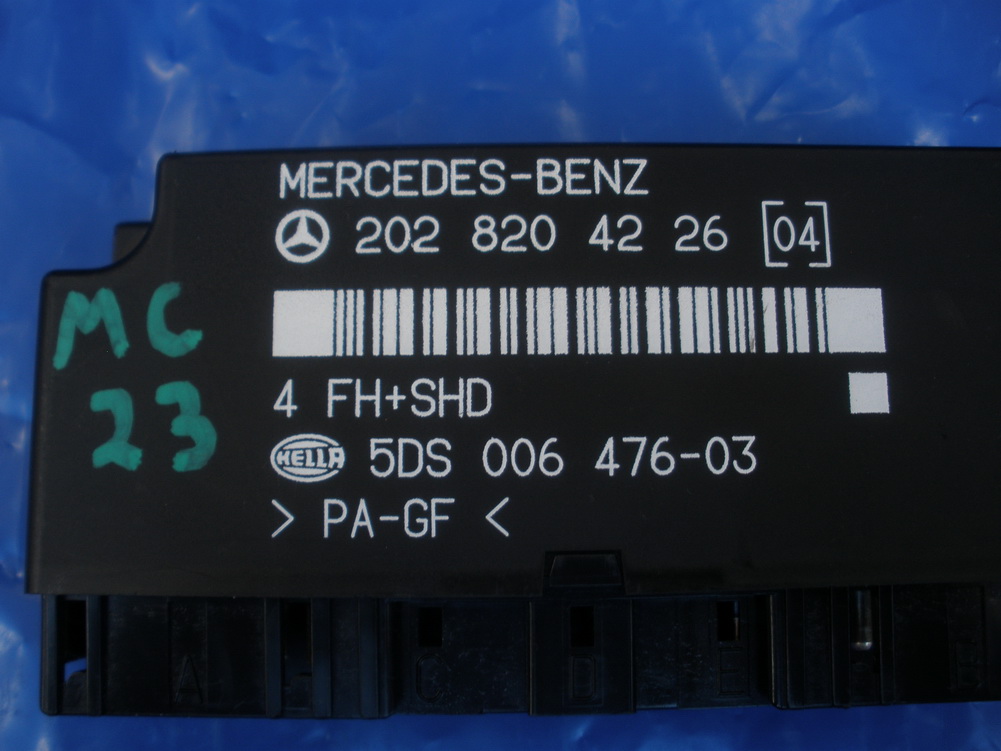 MERCEDES-BENZ
202 820 42 26 [04]
MC
23
4 FH+SHD
HELLA 5DS 006 476-03
> PA-GF <
A
D